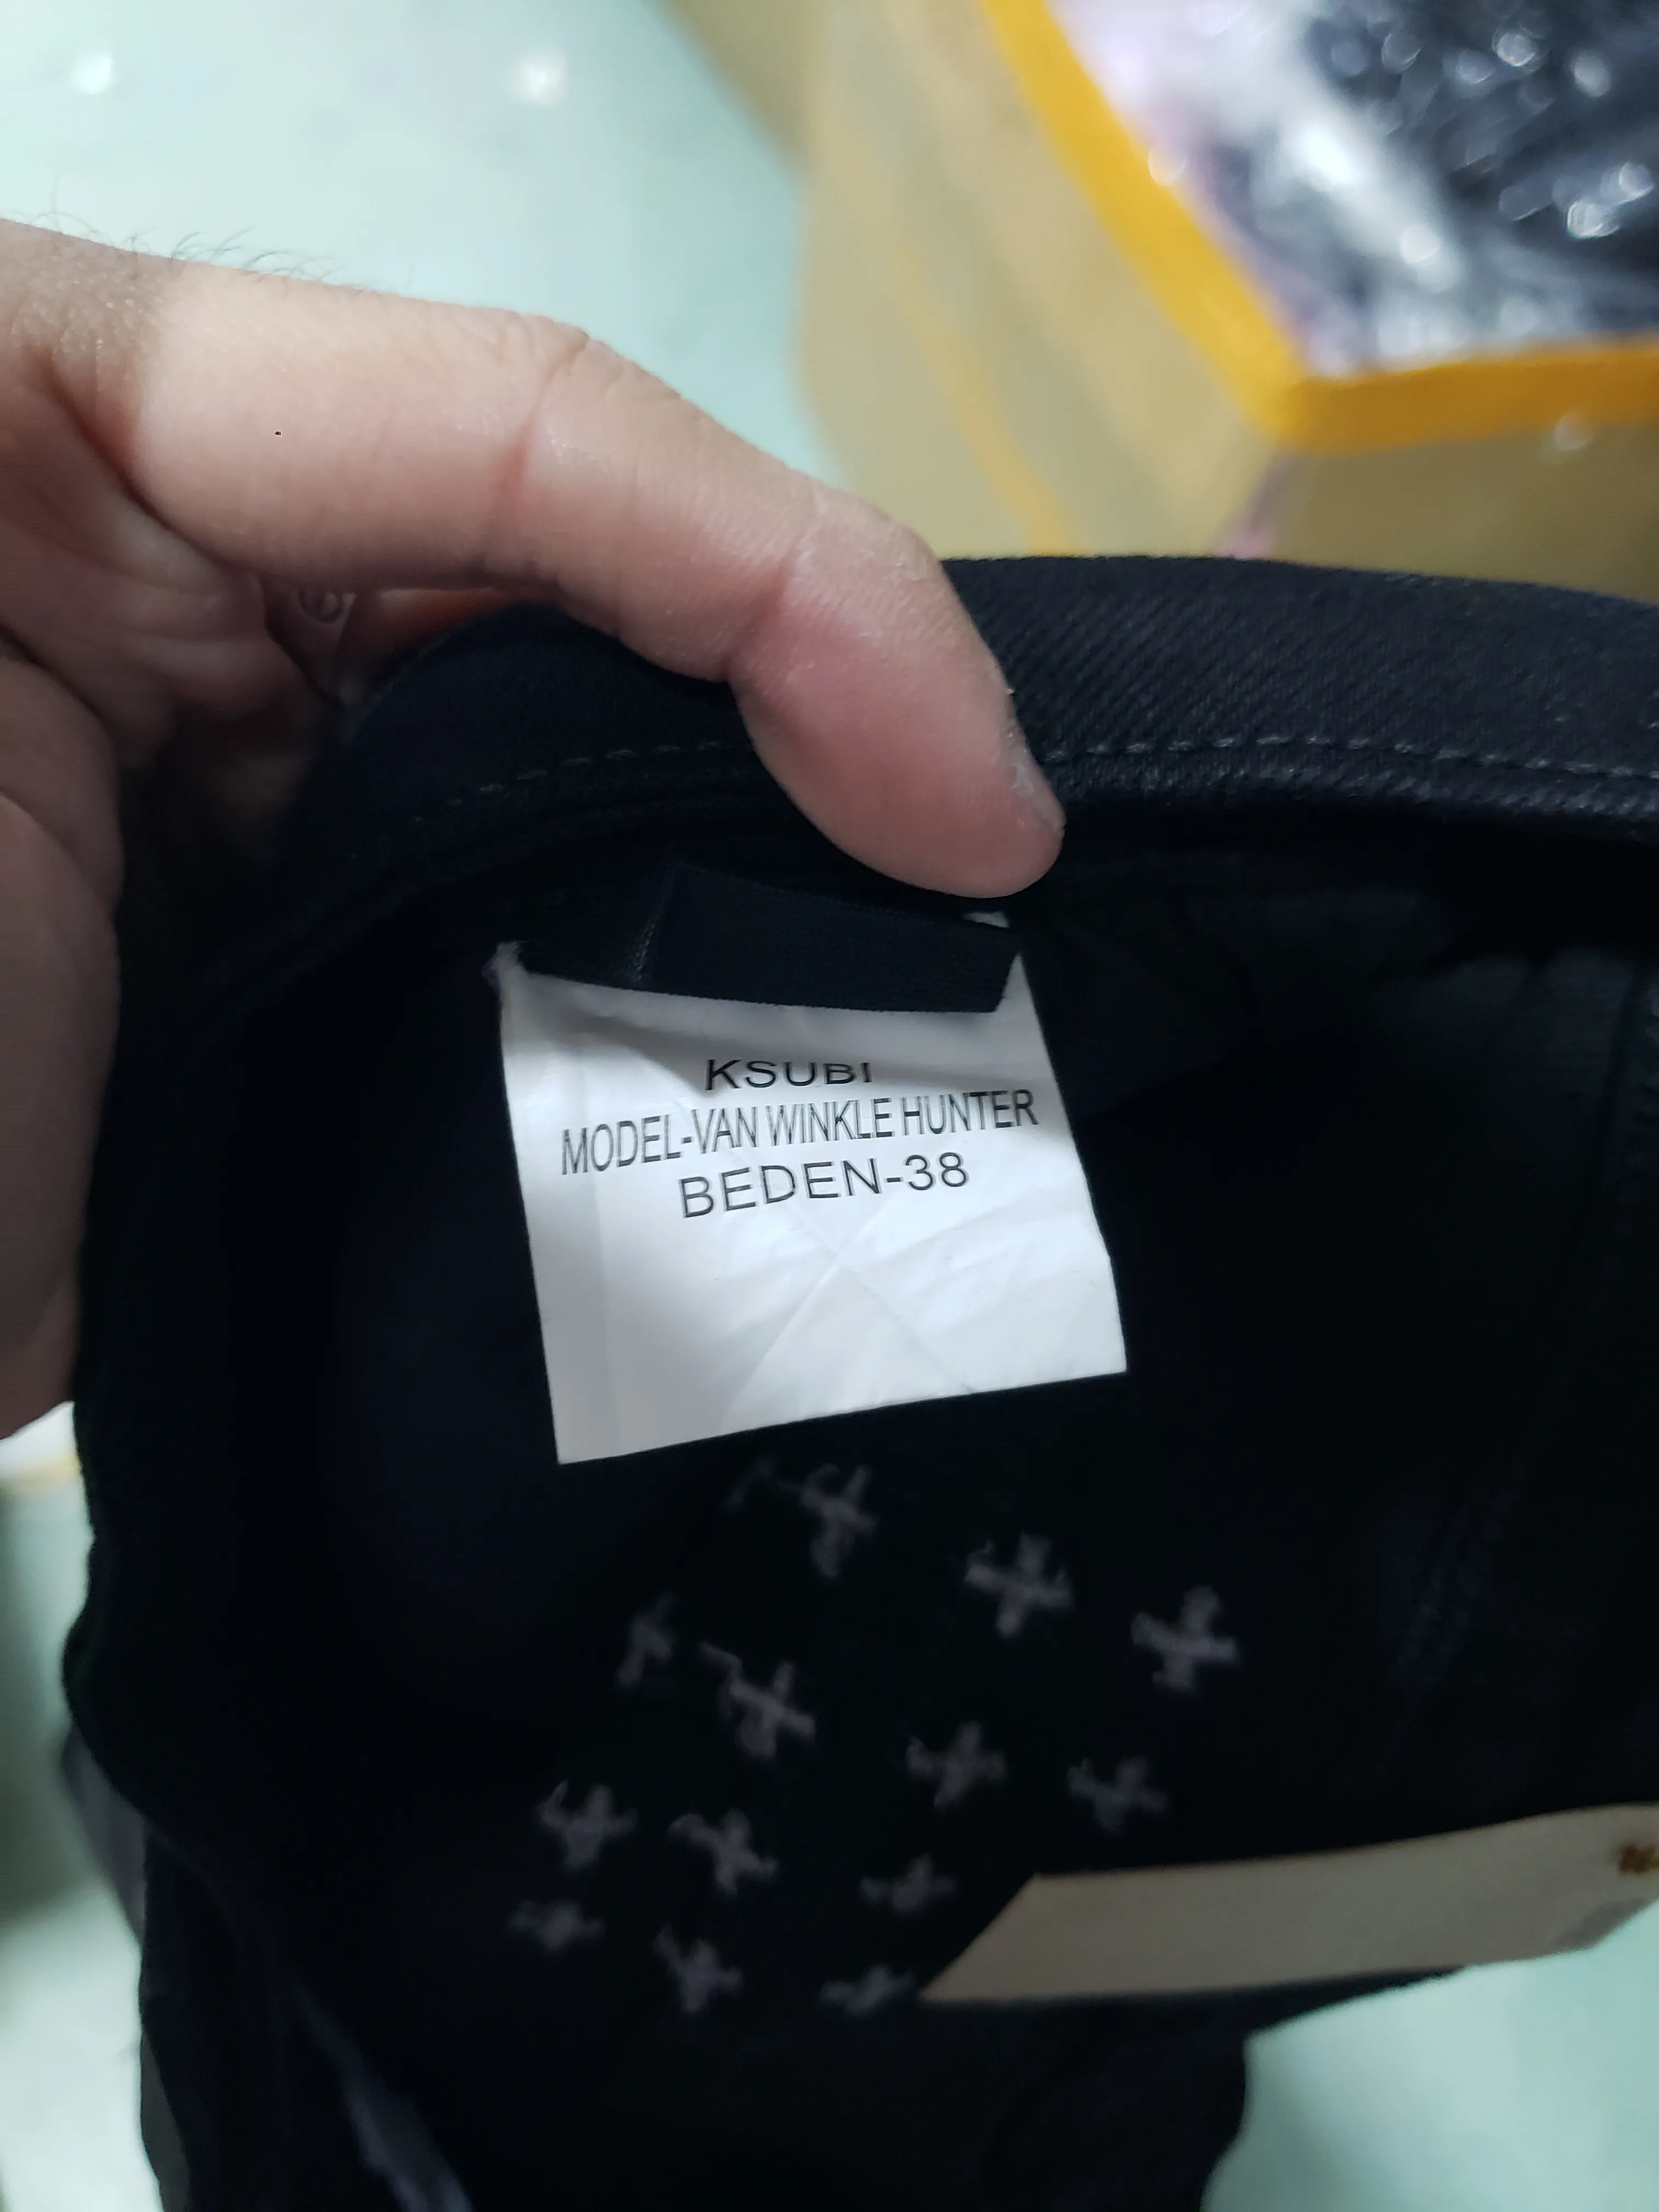 KSUBI
MODEL-VAN WINKLE HUNTER
BEDEN-38